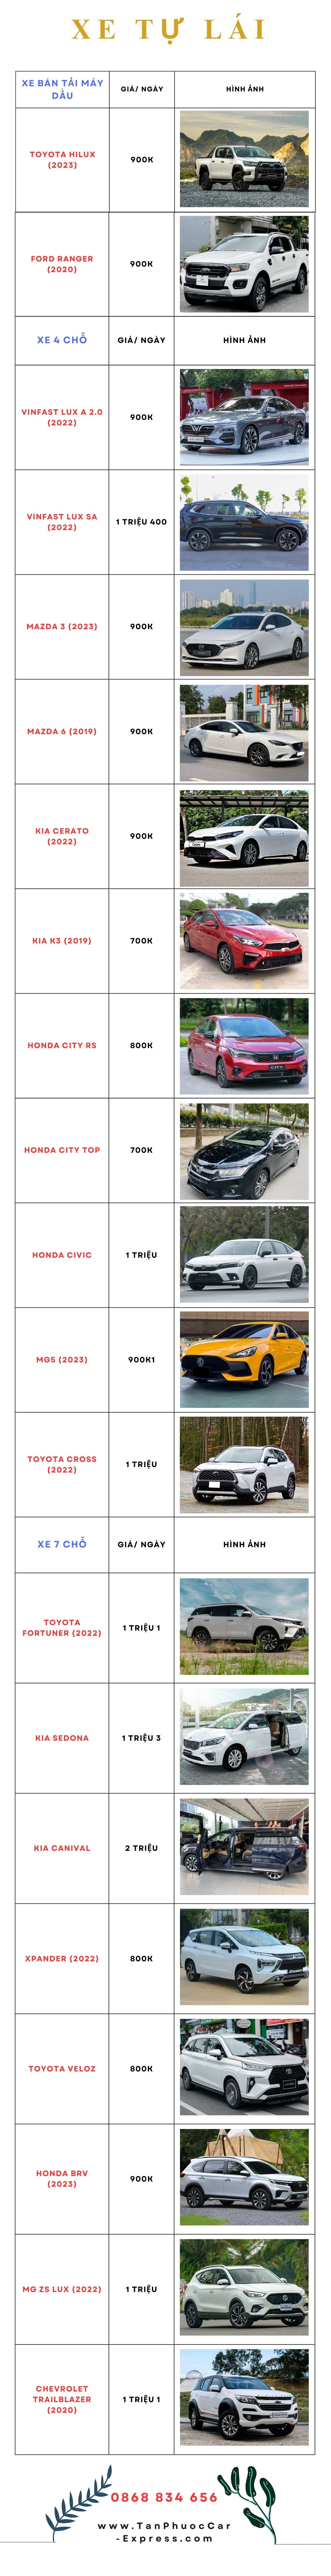 XE TỰ LÁI
XE BÁN TẢI MÁY
DẦU
GIÁ/ NGÀY
HÌNH ẢNH
TOYOTA HILUX
(2023)
900K
FORD RANGER
(2020)
900K
XE 4 CHỖ
GIÁ/ NGÀY
HÌNH ẢNH
VINFAST LUX A 2.0
(2022)
900K
VINFAST LUX SA
(2022)
1 TRIỆU 400
MAZDA 3 (2023)
900K
MAZDA 6 (2019)
900K
KIA CERATO
(2022)
900K
KIA K3 (2019)
700K
HONDA CITY RS
800K
HONDA CITY TOP
700K
HONDA CIVIC
1 TRIỆU
MG5 (2023)
900K1
TOYOTA CROSS
(2022)
1 TRIỆU
XE 7 CHỖ
GIÁ/ NGÀY
HÌNH ẢNH
TOYOTA
FORTUNER (2022)
1 TRIỆU 1
KIA SEDONA
1 TRIỆU 3
KIA CANIVAL
2 TRIỆU
XPANDER (2022)
800K
TOYOTA VELOZ
800K
HONDA BRV
(2023)
900K
MG ZS LUX (2022)
1 TRIỆU
CHEVROLET
TRAILBLAZER
(2020)
1 TRIỆU 1
0868 834 656
www.TanPhuocCar
-Express.com